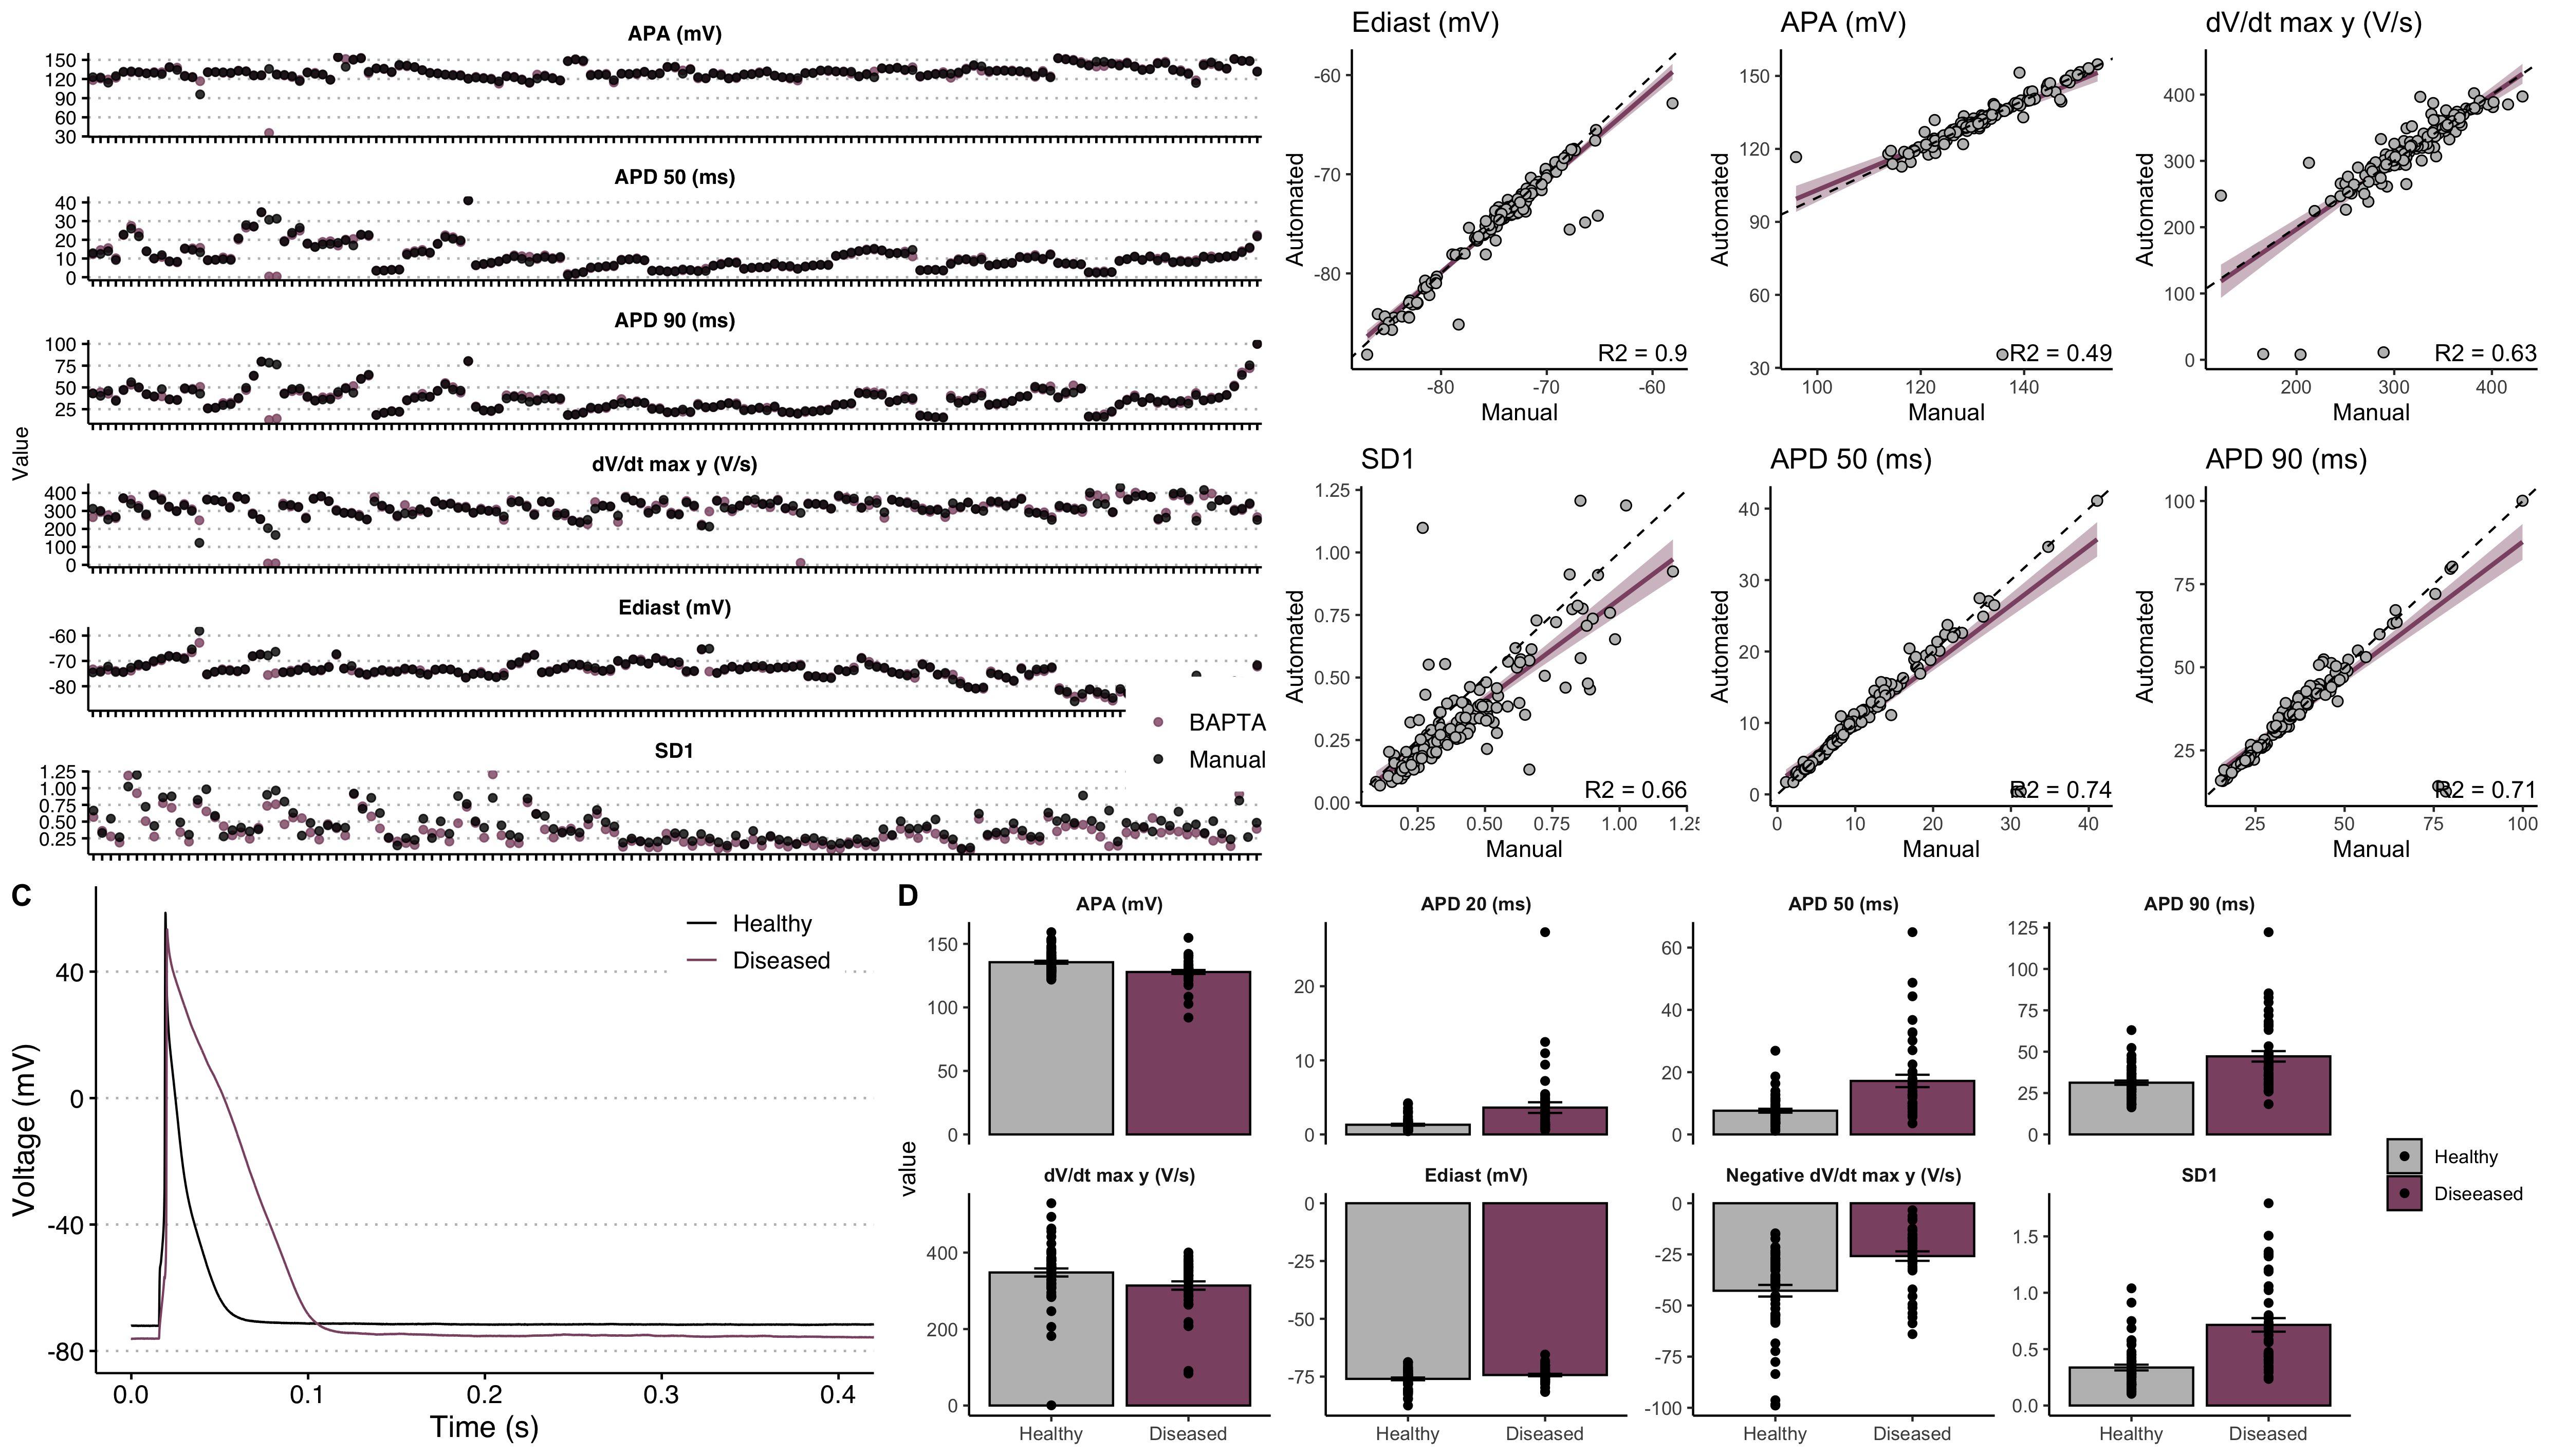 APA (mV)
150
120
90
60
30
APD 50 (ms)
40
30
20
10
0
APD 90 (ms)
100
75
50
25
Value
dV/dt max y (V/s)
400
300
200
100
0
Ediast (mV)
-60
-70
-80
BAPTA
Manual
SD1
1.25
1.00
0.75
0.50
0.25
Ediast (mV)
Automated
-60
-70
-80
R2 = 0.9
-80 -70 -60
Manual
APA (mV)
Automated
150
120
90
60
30
R2 = 0.49
100 120 140
Manual
dV/dt max y (V/s)
Automated
400
300
200
100
0
R2 = 0.63
200 300 400
Manual
SD1
Automated
1.25
1.00
0.75
0.50
0.25
0.00
R2 = 0.66
0.25 0.50 0.75 1.00 1.25
Manual
APD 50 (ms)
Automated
40
30
20
10
0
R2 = 0.74
0 10 20 30 40
Manual
APD 90 (ms)
Automated
100
75
50
25
R2 = 0.71
25 50 75 100
Manual
C
Voltage (mV)
40
0
-40
-80
Healthy
Diseased
0.0 0.1 0.2 0.3 0.4
Time (s)
D
value
APA (mV)
150
100
50
0
APD 20 (ms)
20
10
0
APD 50 (ms)
60
40
20
0
APD 90 (ms)
125
100
75
50
25
0
dV/dt max y (V/s)
400
200
0
Healthy Diseased
Ediast (mV)
0
-25
-50
-75
Healthy Diseased
Negative dV/dt max y (V/s)
0
-25
-50
-75
-100
Healthy Diseased
SD1
1.5
1.0
0.5
0.0
Healthy Diseased
Healthy
Diseeased